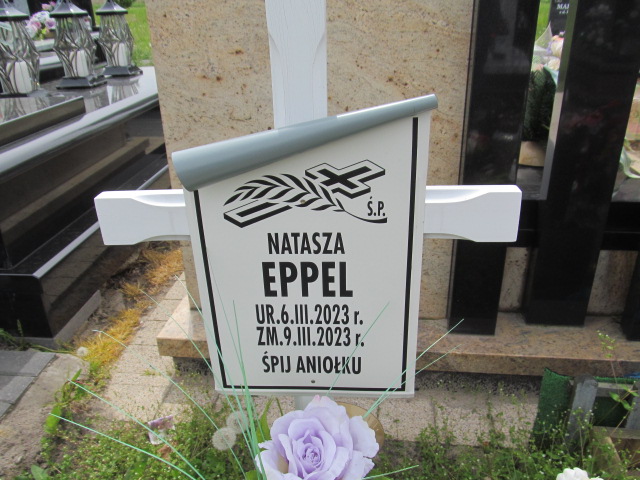 Ś.P.
NATASZA
EPPEL
UR.6.III.2023 r.
ZM.9.III.2023 r.
ŚPIJ ANIOŁKU